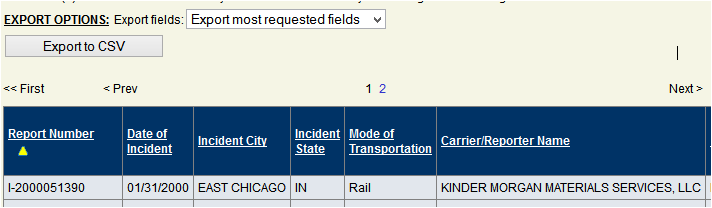 EXPORT OPTIONS: Export fields: Export most requested fields
Export to CSV
<< First < Prev 1 2 Next >
Report Number Date of Incident Incident City Incident State Mode of Transportation Carrier/Reporter Name
I-2000051390 01/31/2000 EAST CHICAGO IN Rail KINDER MORGAN MATERIALS SERVICES, LLC